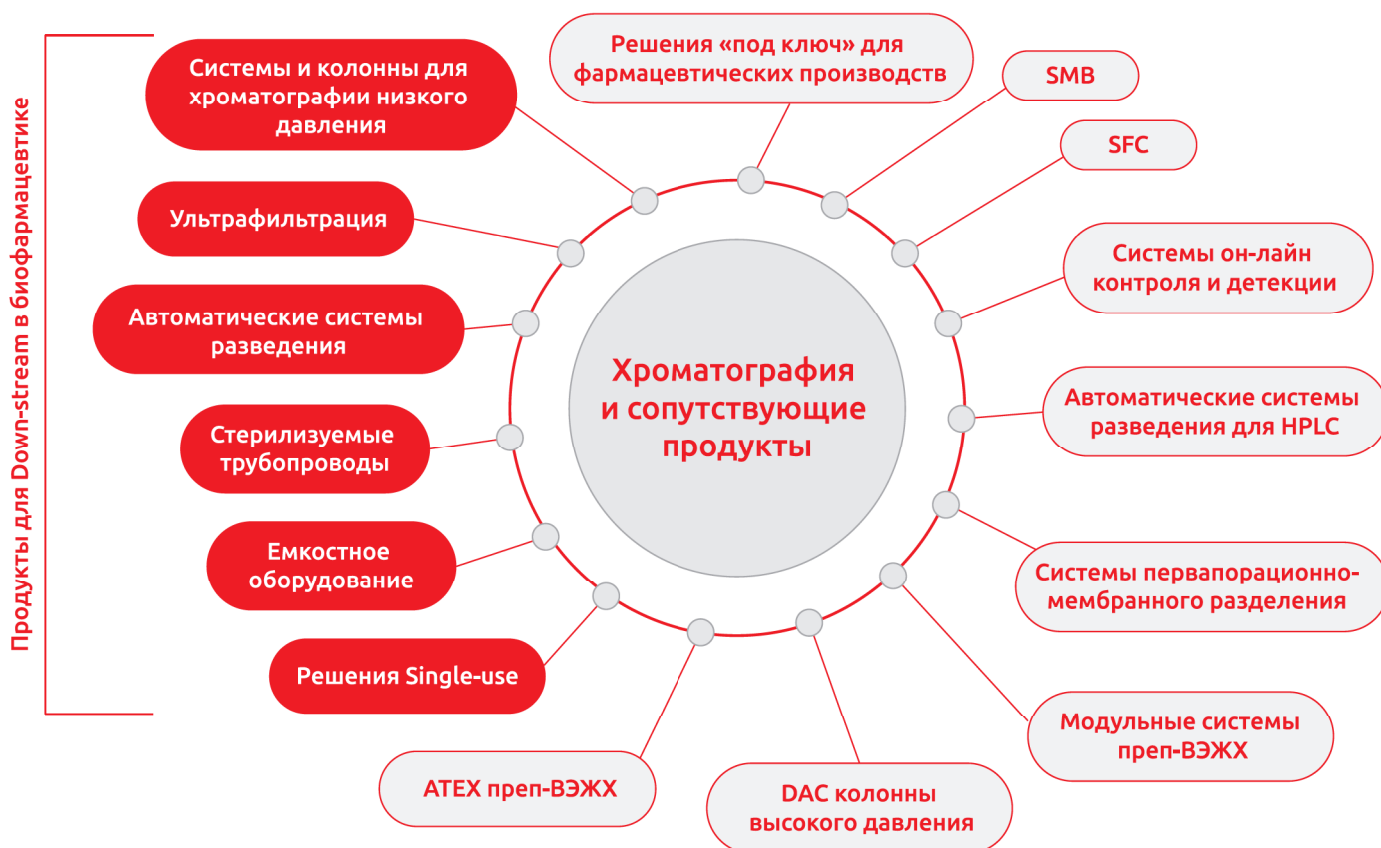 Продукты для Down-stream в биофармацевтике
Системы и колонны для
хроматографии низкого
давления
Ультрафильтрация
Автоматические системы
разведения
Стерилизуемые
трубопроводы
Емкостное
оборудование
Решения Single-use
Хроматография
и сопутствующие
продукты
Решения «под ключ» для
фармацевтических производств
SMB
SFC
Системы он-лайн
контроля и детекции
Автоматические системы
разведения для HPLC
Системы первапорационно-
мембранного разделения
Модульные системы
преп-ВЭЖХ
DAC колонны
высокого давления
ATEX преп-ВЭЖХ